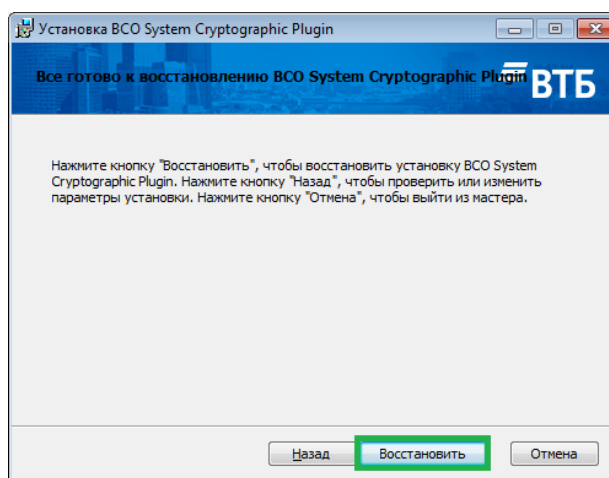 Установка BCO System Cryptographic Plugin
Все готово к восстановлению BCO System Cryptographic Plugin
ВТБ
Нажмите кнопку "Восстановить", чтобы восстановить установку BCO System
Cryptographic Plugin. Нажмите кнопку "Назад", чтобы проверить или изменить
параметры установки. Нажмите кнопку "Отмена", чтобы выйти из мастера.
Назад
Восстановить
Отмена